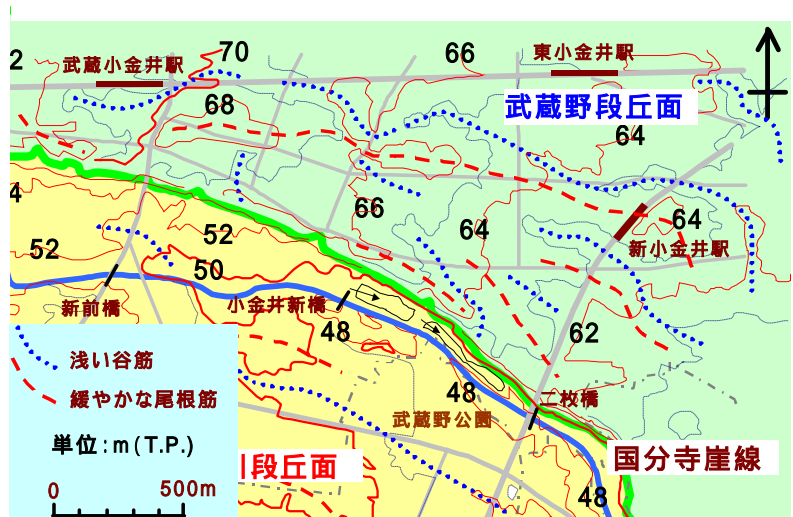 70
66
2
武蔵小金井駅
東小金井駅
68
武蔵野段丘面
64
4
66
52
52
64
64
新小金井駅
50
新前橋
小金井新橋
48
62
浅い谷筋
48
二枚橋
緩やかな尾根筋
武蔵野公園
単位:m(T.P.)
川段丘面
国分寺崖線
0
500m
48